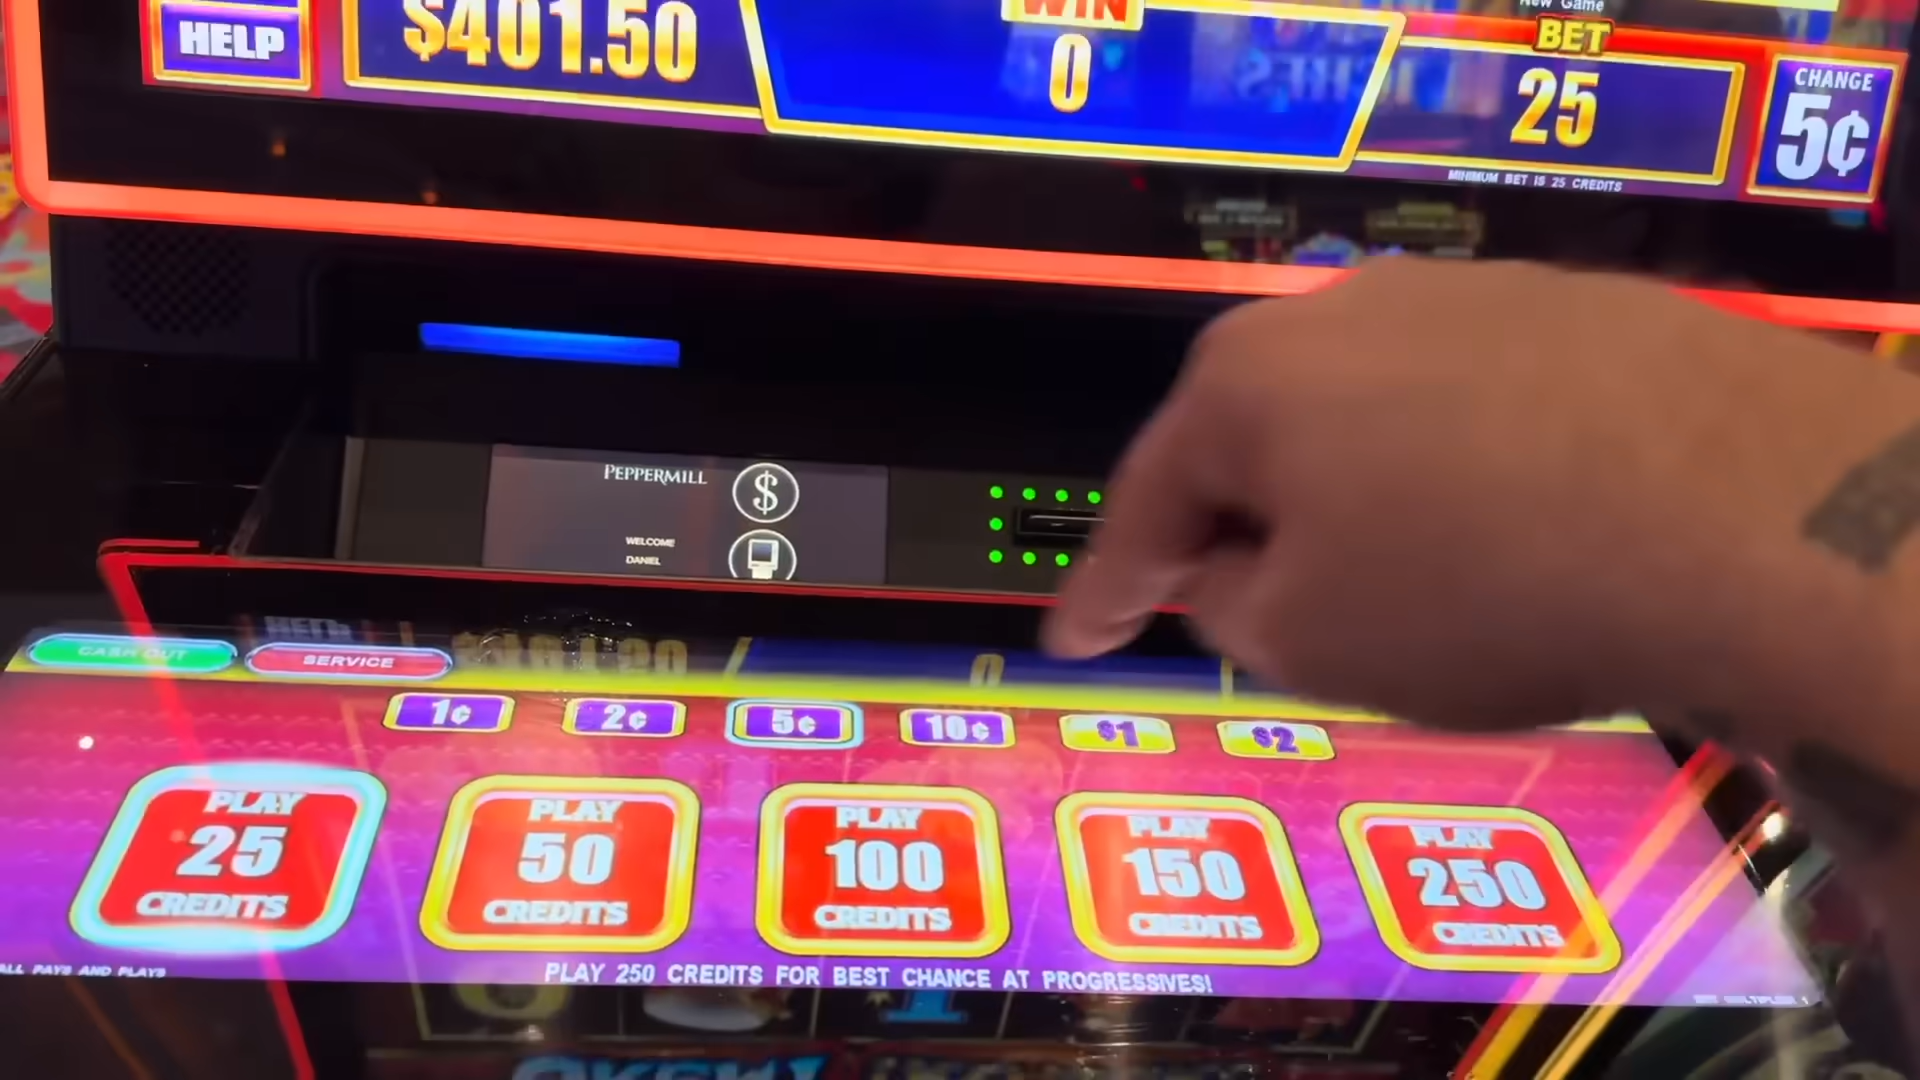 New Game
HELP
$401.50
WIN
0
BET
25
MINIMUM BET IS 25 CREDITS
CHANGE
5¢
PEPPERMILL
$
WELCOME
DANIEL
CASH OUT
SERVICE
1¢
2¢
5¢
10¢
$1
$2
PLAY
25
CREDITS
PLAY
50
CREDITS
PLAY
100
CREDITS
PLAY
150
CREDITS
PLAY
250
CREDITS
ALL PAYS AND PLAYS
PLAY 250 CREDITS FOR BEST CHANCE AT PROGRESSIVES!